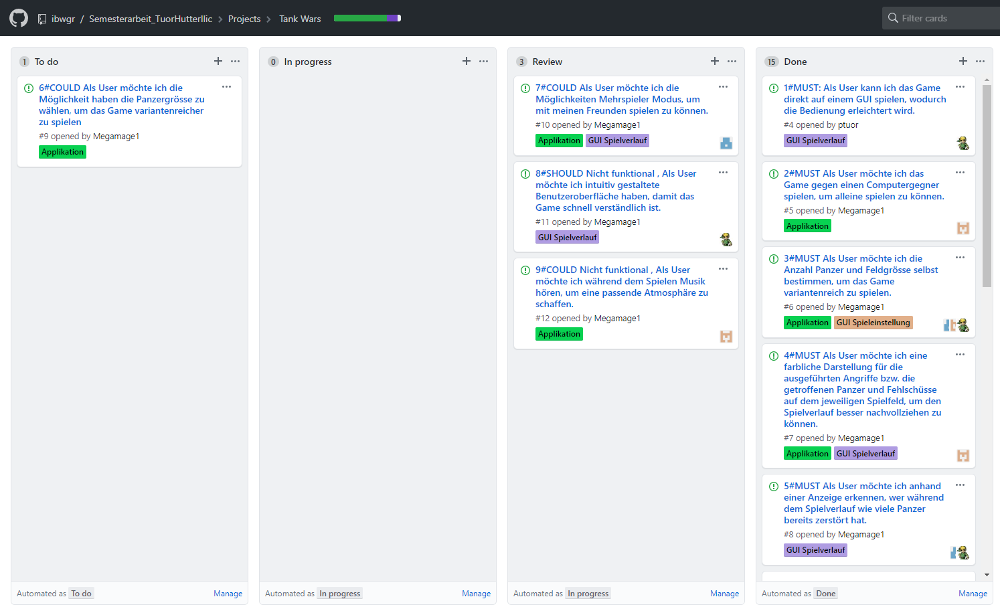 ibwgr / Semesterarbeit_TuorHutterIlic > Projects > Tank Wars
Filter cards
1 To do
6#COULD Als User möchte ich die
Möglichkeit haben die Panzergrösse zu
wählen, um das Game variantenreicher
zu spielen
#9 opened by Megamage1
Applikation
Automated as To do
Manage
0 In progress
Automated as In progress
Manage
3 Review
7#COULD Als User möchte ich die
Möglichkeiten Mehrspieler Modus, um
mit meinen Freunden spielen zu können.
#10 opened by Megamage1
Applikation GUI Spielverlauf
8#SHOULD Nicht funktional , Als User
möchte ich intuitiv gestaltete
Benutzeroberfläche haben, damit das
Game schnell verständlich ist.
#11 opened by Megamage1
GUI Spielverlauf
9#COULD Nicht funktional , Als User
möchte ich während dem Spielen Musik
hören, um eine passende Atmosphäre zu
schaffen.
#12 opened by Megamage1
Applikation
Automated as In progress
Manage
15 Done
1#MUST: Als User kann ich das Game
direkt auf einem GUI spielen, wodurch
die Bedienung erleichtert wird.
#4 opened by ptuor
GUI Spielverlauf
2#MUST Als User möchte ich das
Game gegen einen Computergegner
spielen, um alleine spielen zu können.
#5 opened by Megamage1
Applikation
3#MUST Als User möchte ich die
Anzahl Panzer und Feldgrösse selbst
bestimmen, um das Game
variantenreich zu spielen.
#6 opened by Megamage1
Applikation GUI Spieleinstellung
4#MUST Als User möchte ich eine
farbliche Darstellung für die
ausgeführten Angriffe bzw. die
getroffenen Panzer und Fehlschüsse
auf dem jeweiligen Spielfeld, um den
Spielverlauf besser nachvollziehen zu
können.
#7 opened by Megamage1
Applikation GUI Spielverlauf
5#MUST Als User möchte ich anhand
einer Anzeige erkennen, wer während
dem Spielverlauf wie viele Panzer
bereits zerstört hat.
#8 opened by Megamage1
GUI Spielverlauf
Automated as Done
Manage